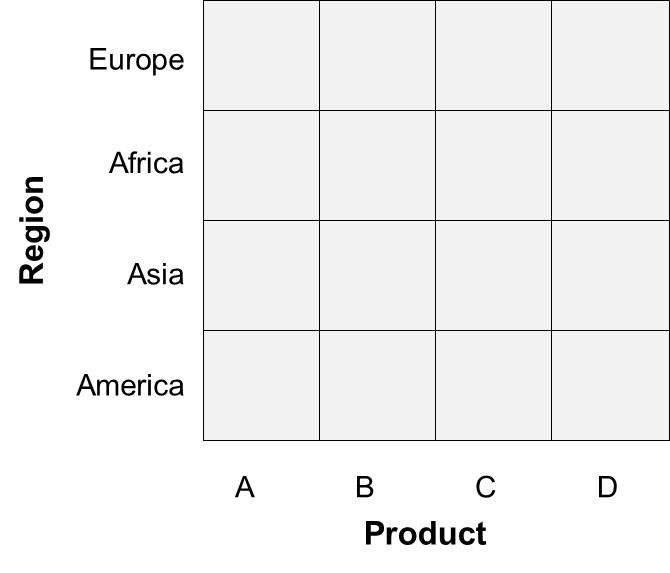 Europe
Africa
Region
Asia
America
A B C D
Product